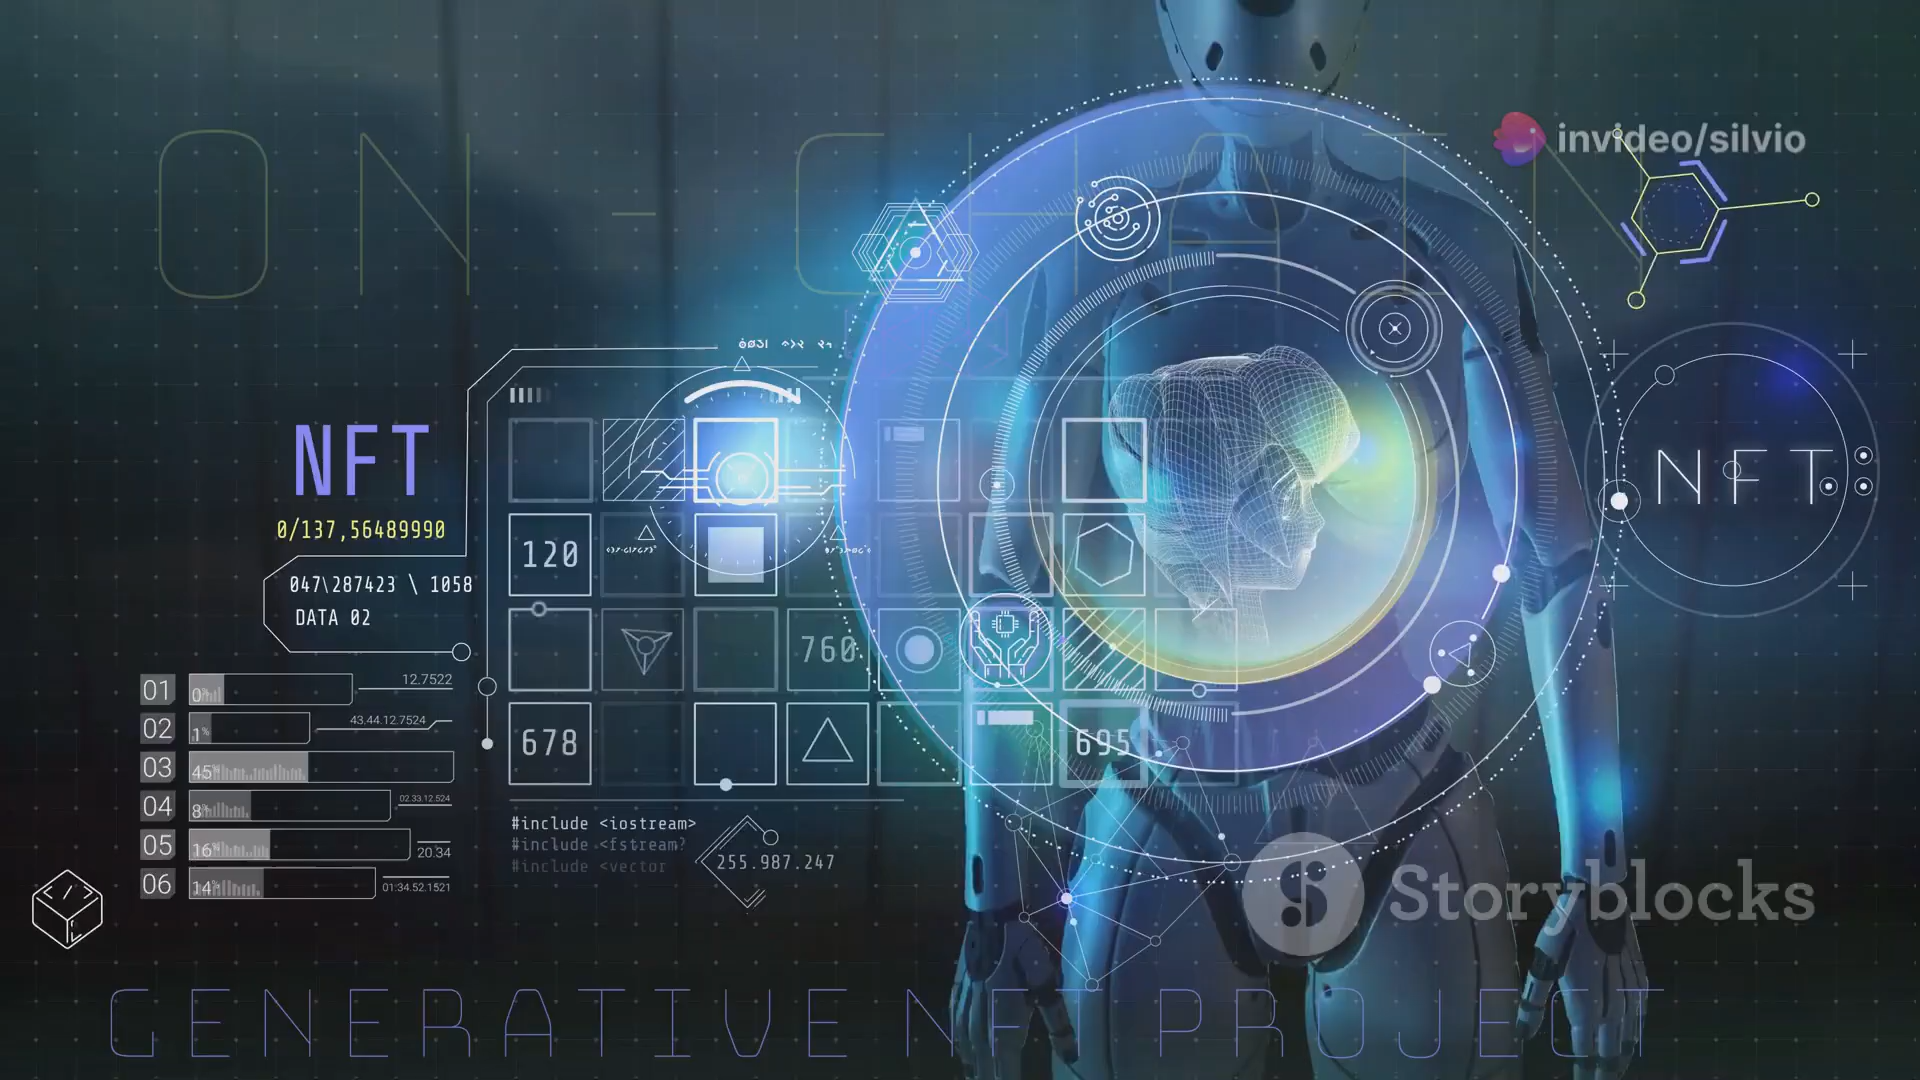 ON-CHAIN
invideo/silvio
NFT
0/137,56489990
047\287423 \ 1058
DATA 02
NFT
120
760
678
695
01 0%
12.7522
02 1%
43.44.12.7524
03 45%
04 8%
02.33.12.524
05 16%
20.34
06 14%
01:34.52.1521
#include <iostream>
#include <fstream?
#include <vector
255.987.247
Storyblocks
GENERATIVE NFT PROJECT